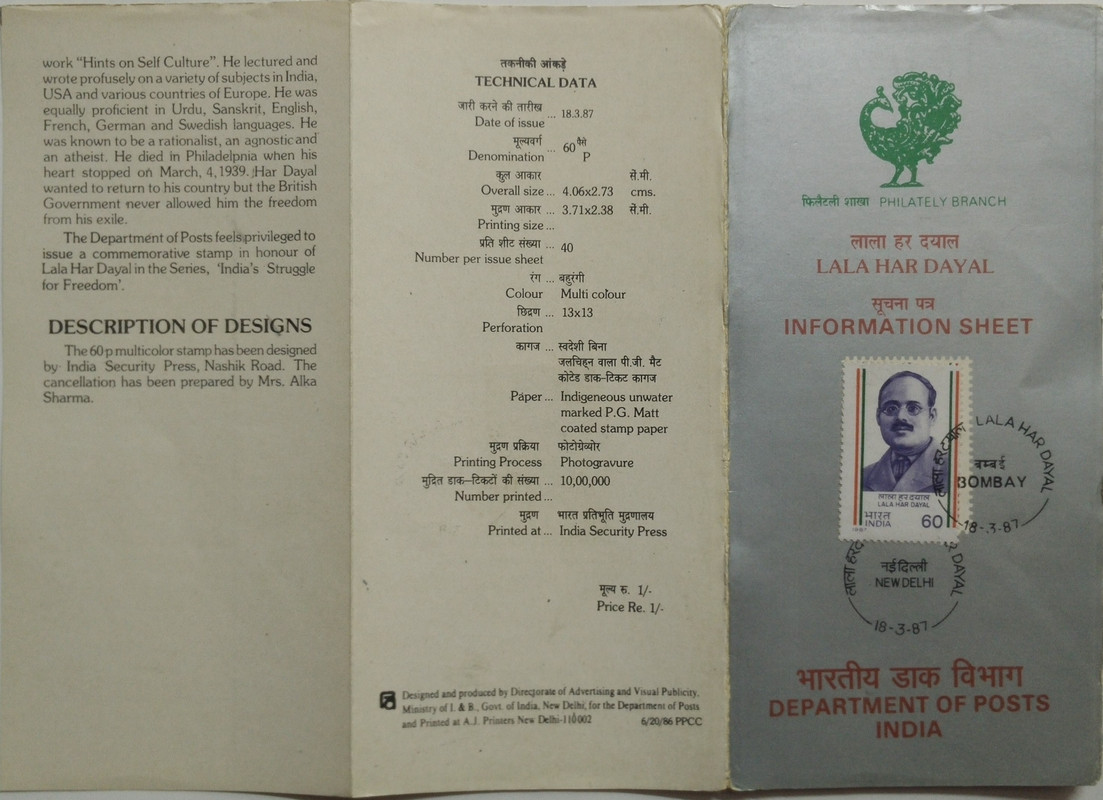 work “Hints on Self Culture”. He lectured and
wrote profusely on a variety of subjects in India,
USA and various countries of Europe. He was
equally proficient in Urdu, Sanskrit, English,
French, German and Swedish languages. He
was known to be a rationalist, an agnostic and
an atheist. He died in Philadelpnia when his
heart stopped on March, 4, 1939. Har Dayal
wanted to return to his country but the British
Government never allowed him the freedom
from his exile.
The Department of Posts feels privileged to
issue a commemorative stamp in honour of
Lala Har Dayal in the Series, ‘India's Struggle
for Freedom’.
DESCRIPTION OF DESIGNS
The 60 p multicolor stamp has been designed
by India Security Press, Nashik Road. The
cancellation has been prepared by Mrs. Alka
Sharma.
तकनीकी आंकड़े
TECHNICAL DATA
जारी करने की तारीख
Date of issue ... 18.3.87
मूल्यवर्ग ... 60 पैसे
Denomination P
कुल आकार से.मी.
Overall size ... 4.06x2.73 cms.
मुद्रण आकार ... 3.71x2.38 सें.मी.
Printing size ...
प्रति शीट संख्या ... 40
Number per issue sheet
रंग ... बहुरंगी
Colour Multi colour
छिद्रण ... 13x13
Perforation
कागज ... स्वदेशी बिना
जलचिहन वाला पी.जी. मैट
कोटेड डाक-टिकट कागज
Paper ... Indigeneous unwater
marked P.G. Matt
coated stamp paper
मुद्रण प्रक्रिया फोटोग्रेव्योर
Printing Process Photogravure
मुद्रित डाक-टिकटों की संख्या ... 10,00,000
Number printed ...
मुद्रण भारत प्रतिभूति मुद्रणालय
Printed at ... India Security Press
मूल्य रु. 1/-
Price Re. 1/-
Designed and produced by Directorate of Advertising and Visual Publicity,
Ministry of I. & B., Govt. of India, New Delhi, for the Department of Posts
and Printed at A.J. Printers New Delhi-110002 6/20/86 PPCC
फिलैटली शाखा PHILATELY BRANCH
लाला हर दयाल
LALA HAR DAYAL
सूचना पत्र
INFORMATION SHEET
लाला हर दयाल
LALA HAR DAYAL
भारत
INDIA 60
1987
लाला हर दयाल LALA HAR DAYAL
बम्बई
BOMBAY
18-3-87
लाला हरद HAR DAYAL
नई दिल्ली
NEW DELHI
18-3-87
भारतीय डाक विभाग
DEPARTMENT OF POSTS
INDIA